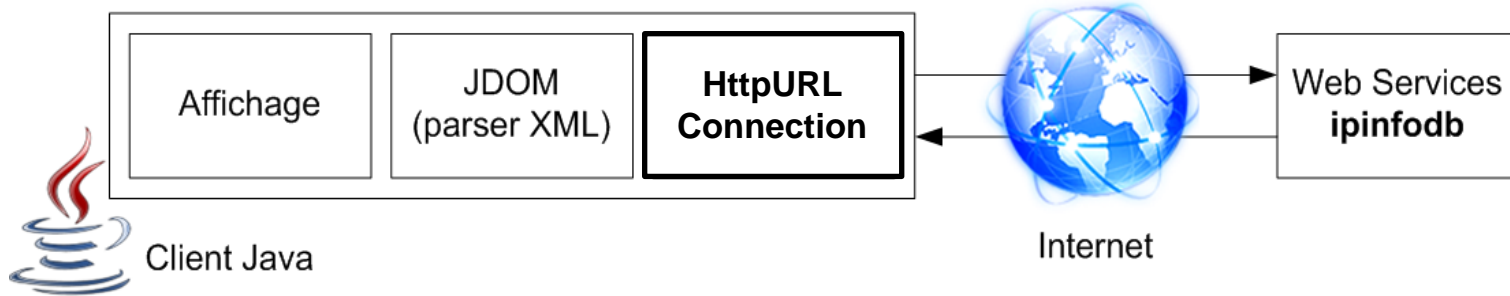 Affichage
JDOM
(parser XML)
HttpURL
Connection
Web Services
ipinfodb
Internet
Client Java